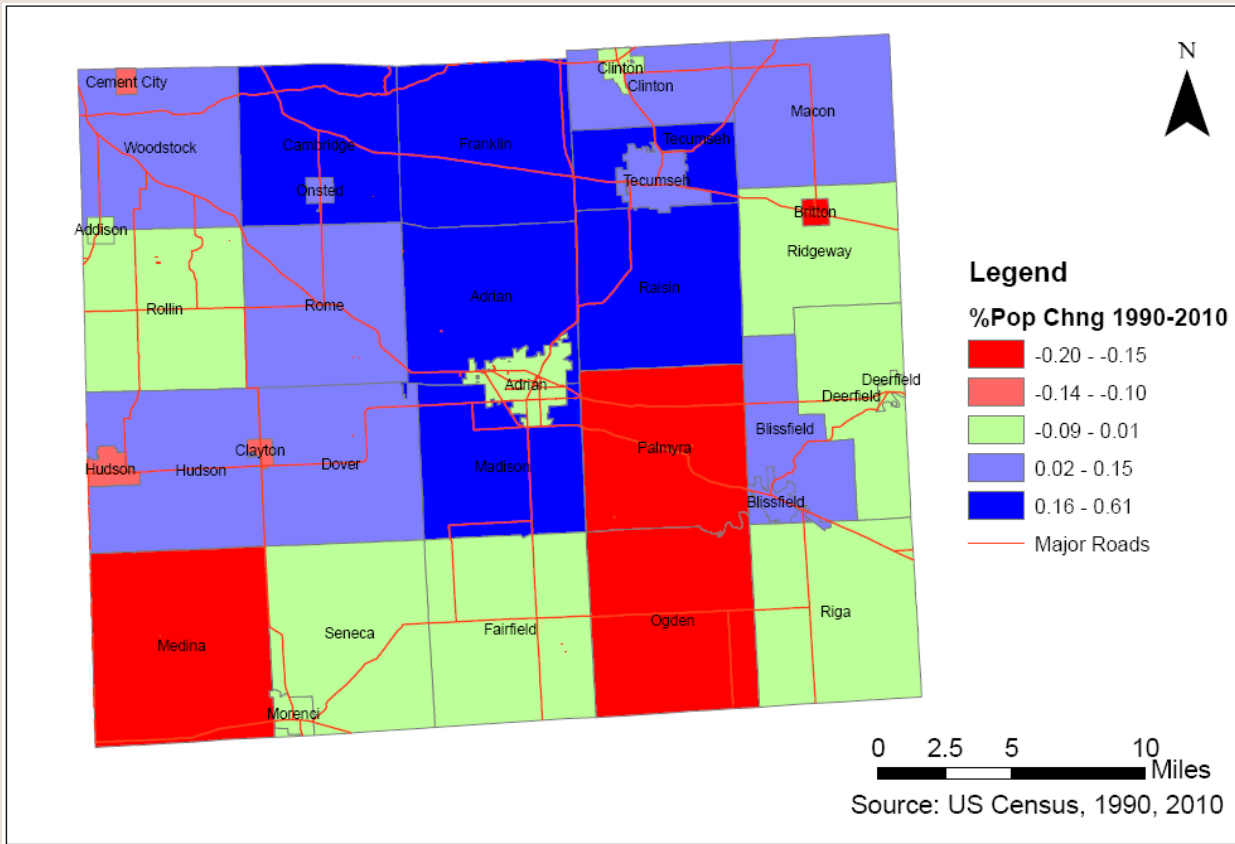 N
Clinton
Cement City
Clinton
Macon
Woodstock
Cambridge
Franklin
Tecumseh
Tecumseh
Onsted
Britton
Addison
Ridgeway
Rollin
Rome
Adrian
Raisin
Adrian
Deerfield
Deerfield
Blissfield
Clayton
Palmyra
Hudson
Hudson
Dover
Madison
Blissfield
Riga
Seneca
Fairfield
Ogden
Medina
Morenci
Legend
%Pop Chng 1990-2010
-0.20 - -0.15
-0.14 - -0.10
-0.09 - 0.01
0.02 - 0.15
0.16 - 0.61
Major Roads
0 2.5 5 10
Miles
Source: US Census, 1990, 2010